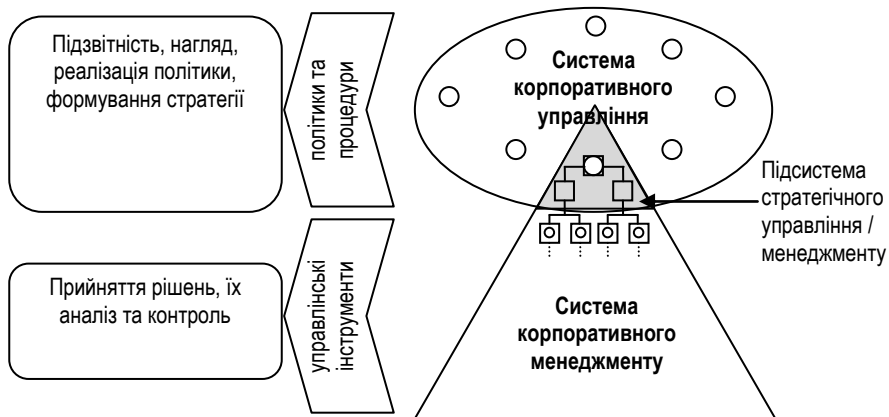 Підзвітність, нагляд,
реалізація політики,
формування стратегії
політики та
процедури
Система
корпоративного
управління
Підсистема
стратегічного
управління /
менеджменту
Прийняття рішень, їх
аналіз та контроль
управлінські
інструменти
Система
корпоративного
менеджменту